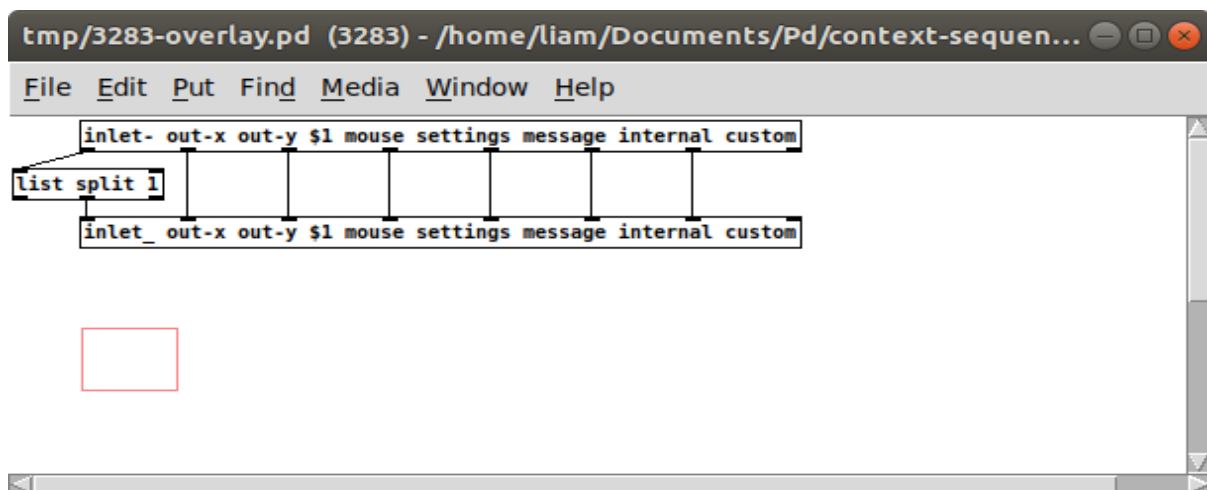 tmp/3283-overlay.pd (3283) - /home/liam/Documents/Pd/context-sequen...
File Edit Put Find Media Window Help
inlet- out-x out-y $1 mouse settings message internal custom
list split 1
inlet_ out-x out-y $1 mouse settings message internal custom